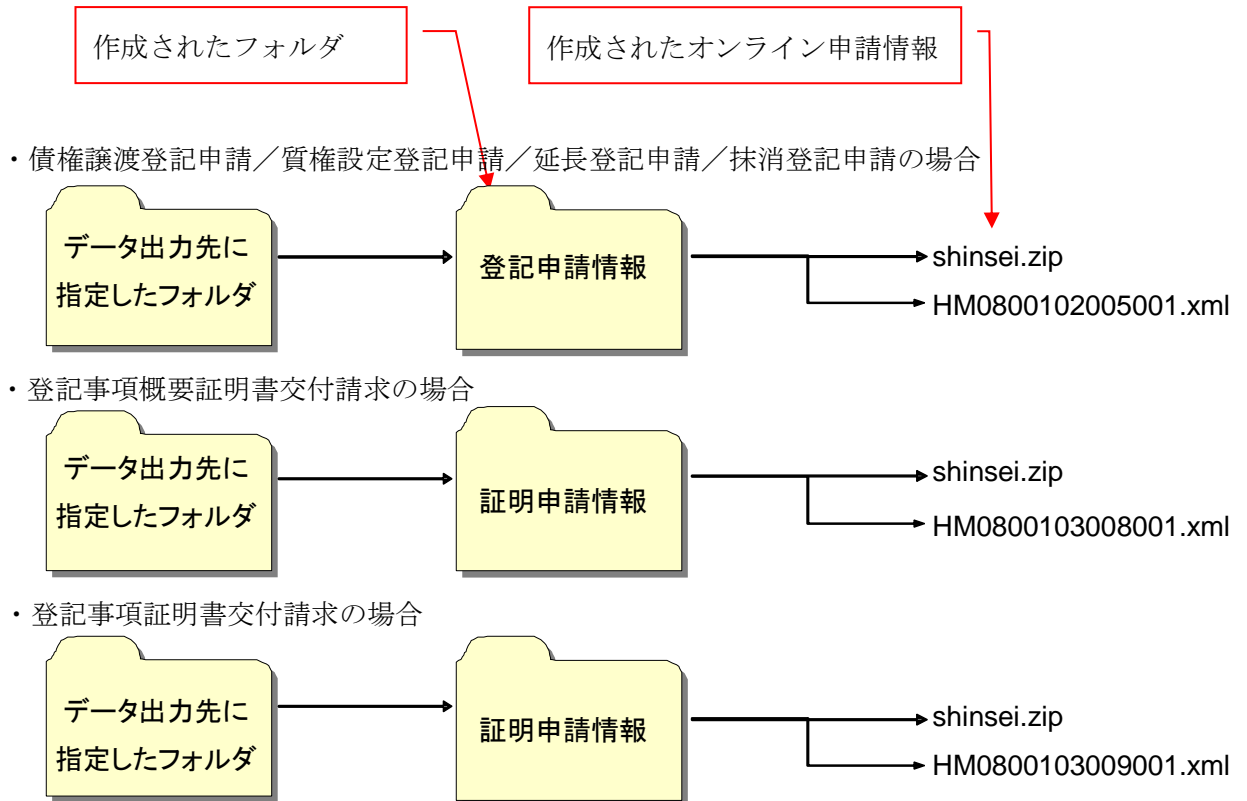 作成されたフォルダ
作成されたオンライン申請情報
・債権譲渡登記申請／質権設定登記申請／延長登記申請／抹消登記申請の場合
データ出力先に
指定したフォルダ
登記申請情報
shinsei.zip
HM0800102005001.xml
・登記事項概要証明書交付請求の場合
データ出力先に
指定したフォルダ
証明申請情報
shinsei.zip
HM0800103008001.xml
・登記事項証明書交付請求の場合
データ出力先に
指定したフォルダ
証明申請情報
shinsei.zip
HM0800103009001.xml